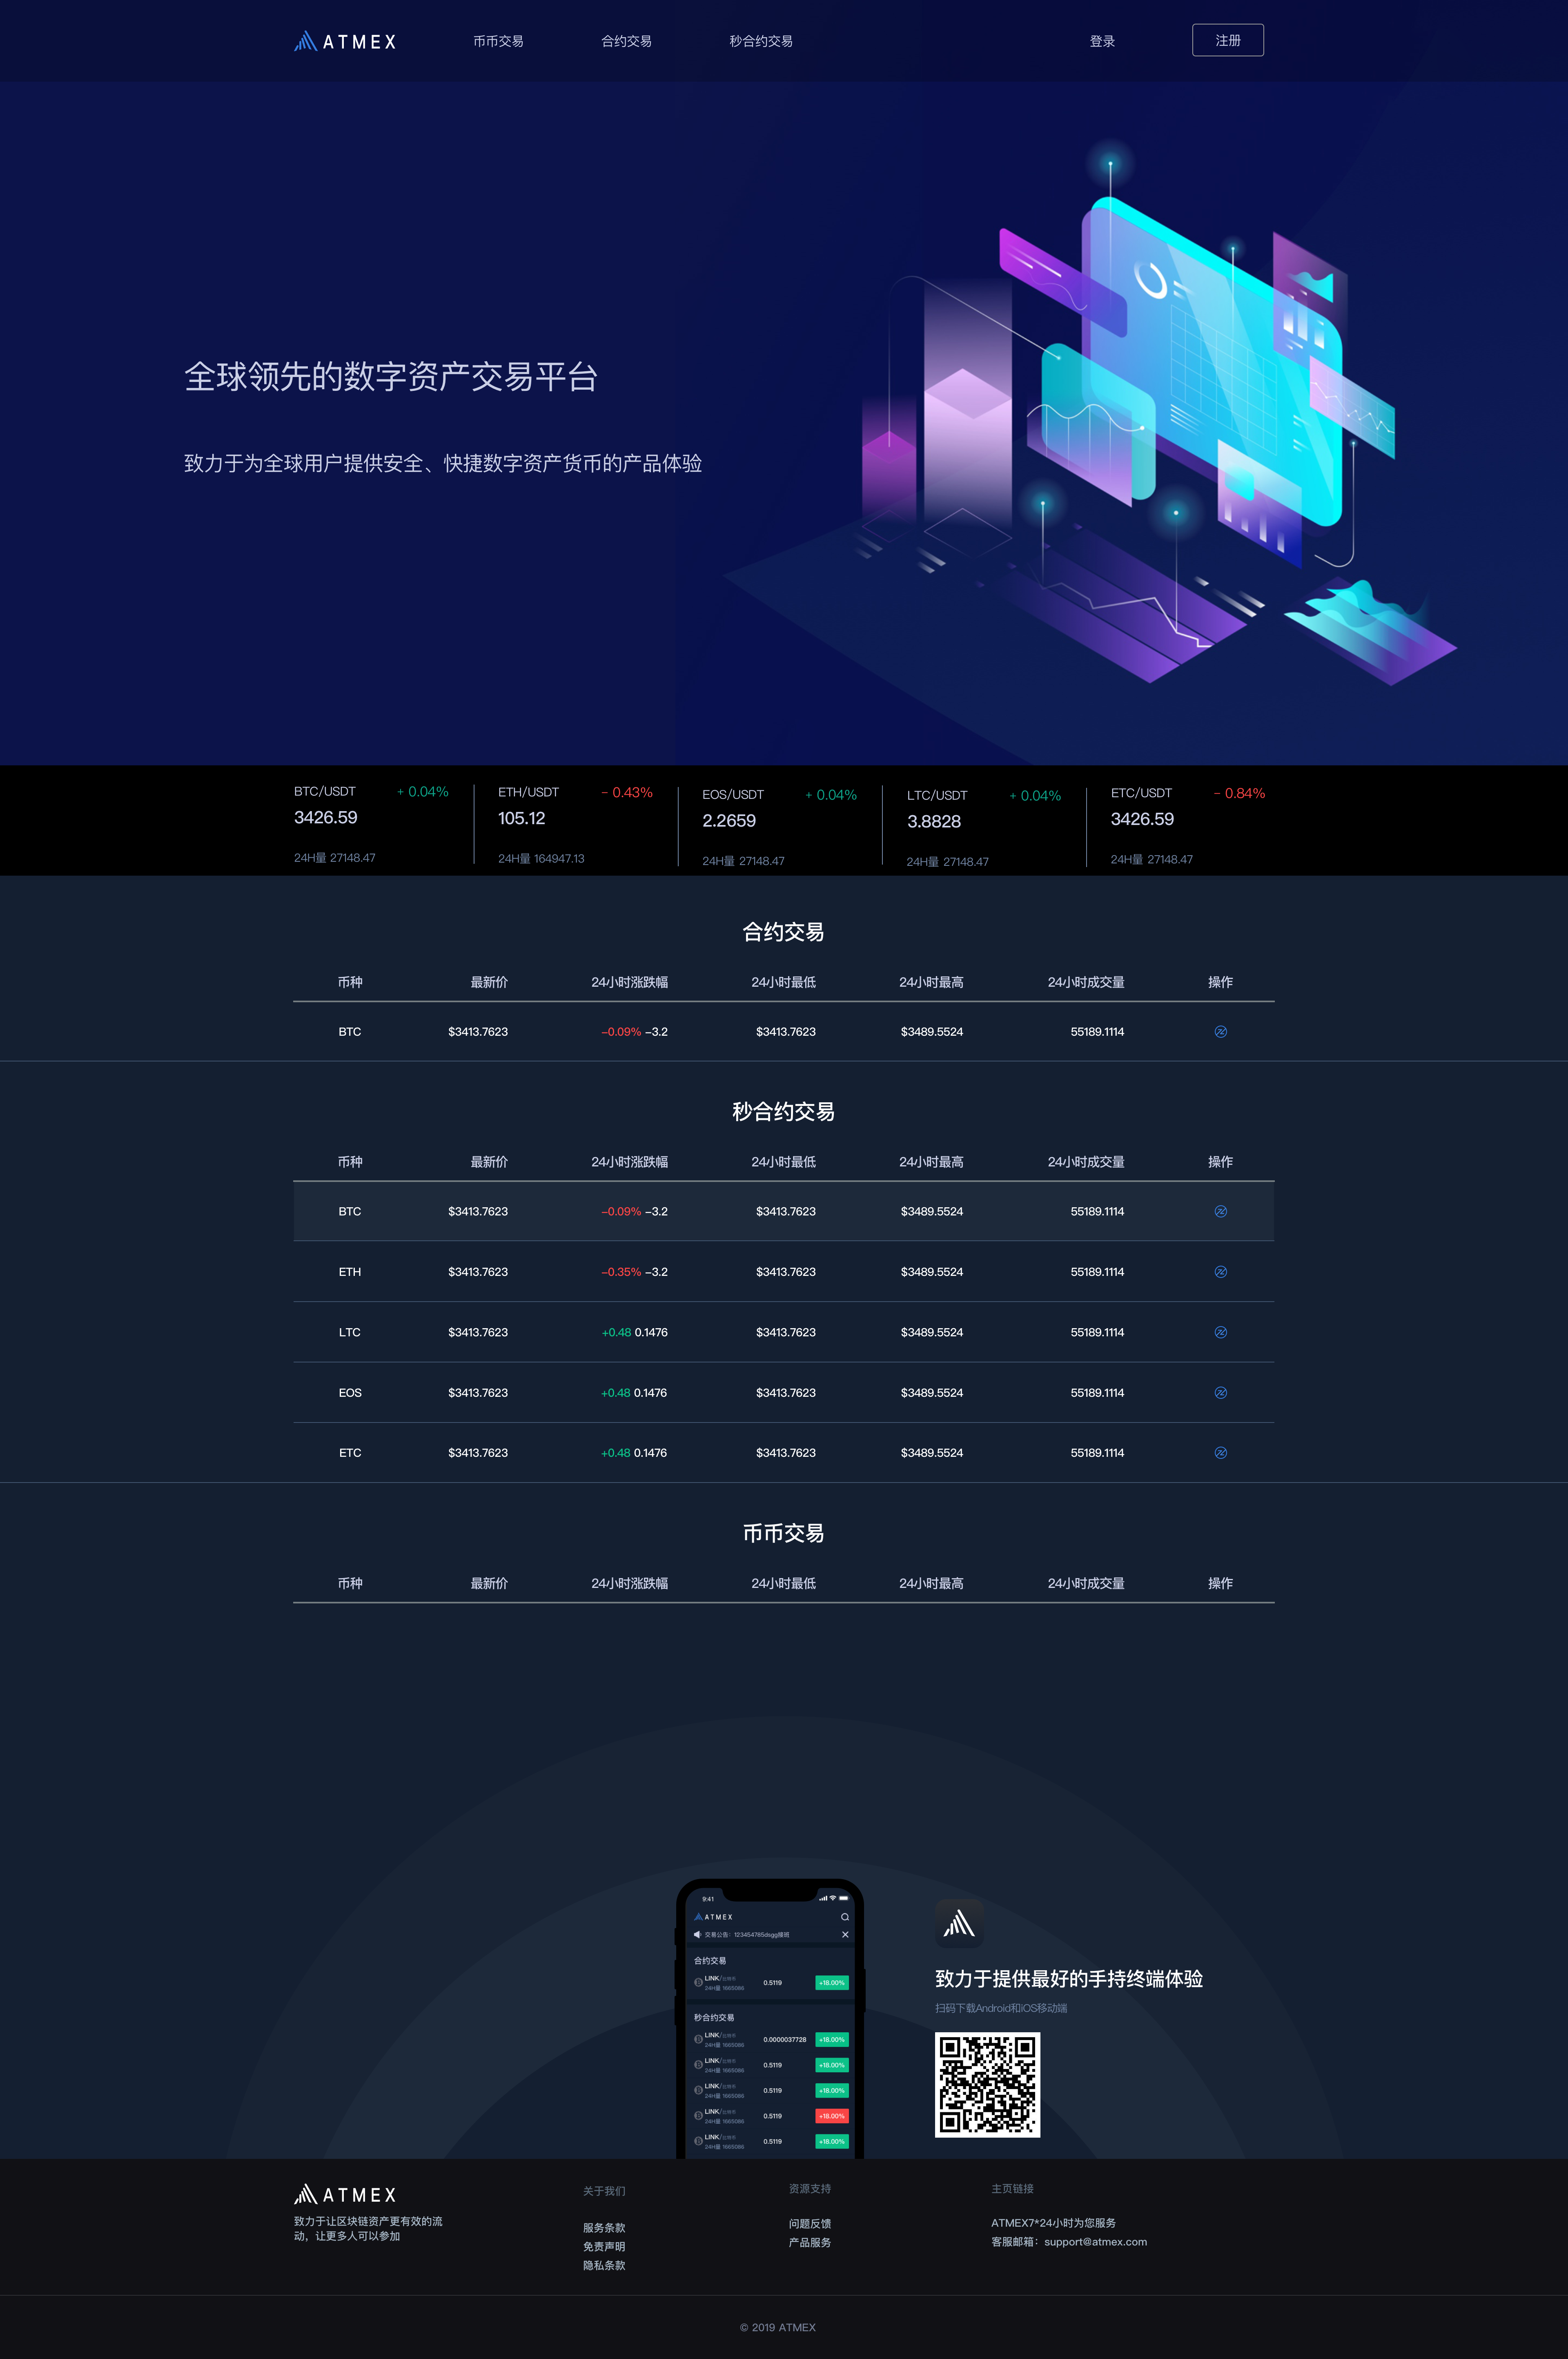 ATMEX 币币交易 合约交易 秒合约交易 登录 注册
全球领先的数字资产交易平台
致力于为全球用户提供安全、快捷数字资产货币的产品体验
BTC/USDT + 0.04%
3426.59
24H量 27148.47
ETH/USDT - 0.43%
105.12
24H量 164947.13
EOS/USDT + 0.04%
2.2659
24H量 27148.47
LTC/USDT + 0.04%
3.8828
24H量 27148.47
ETC/USDT - 0.84%
3426.59
24H量 27148.47
合约交易
币种 最新价 24小时涨跌幅 24小时最低 24小时最高 24小时成交量 操作
BTC $3413.7623 -0.09% -3.2 $3413.7623 $3489.5524 55189.1114
秒合约交易
币种 最新价 24小时涨跌幅 24小时最低 24小时最高 24小时成交量 操作
BTC $3413.7623 -0.09% -3.2 $3413.7623 $3489.5524 55189.1114
ETH $3413.7623 -0.35% -3.2 $3413.7623 $3489.5524 55189.1114
LTC $3413.7623 +0.48 0.1476 $3413.7623 $3489.5524 55189.1114
EOS $3413.7623 +0.48 0.1476 $3413.7623 $3489.5524 55189.1114
ETC $3413.7623 +0.48 0.1476 $3413.7623 $3489.5524 55189.1114
币币交易
币种 最新价 24小时涨跌幅 24小时最低 24小时最高 24小时成交量 操作
9:41
ATMEX
交易公告：123454785dsgg
合约交易
LINK/比特币 0.5119 +18.00%
24H量 1665086
秒合约交易
LINK/比特币 0.0000037728 +18.00%
24H量 1665086
LINK/比特币 0.5119 +18.00%
24H量 1665086
LINK/比特币 0.5119 +18.00%
24H量 1665086
LINK/比特币 0.5119 +18.00%
24H量 1665086
LINK/比特币 0.5119 +18.00%
24H量 1665086
致力于提供最好的手持终端体验
扫码下载Android和iOS移动端
ATMEX
致力于让区块链资产更有效的流
动，让更多人可以参加
关于我们
服务条款
免责声明
隐私条款
资源支持
问题反馈
产品服务
主页链接
ATMEX7*24小时为您服务
客服邮箱：support@atmex.com
© 2019 ATMEX